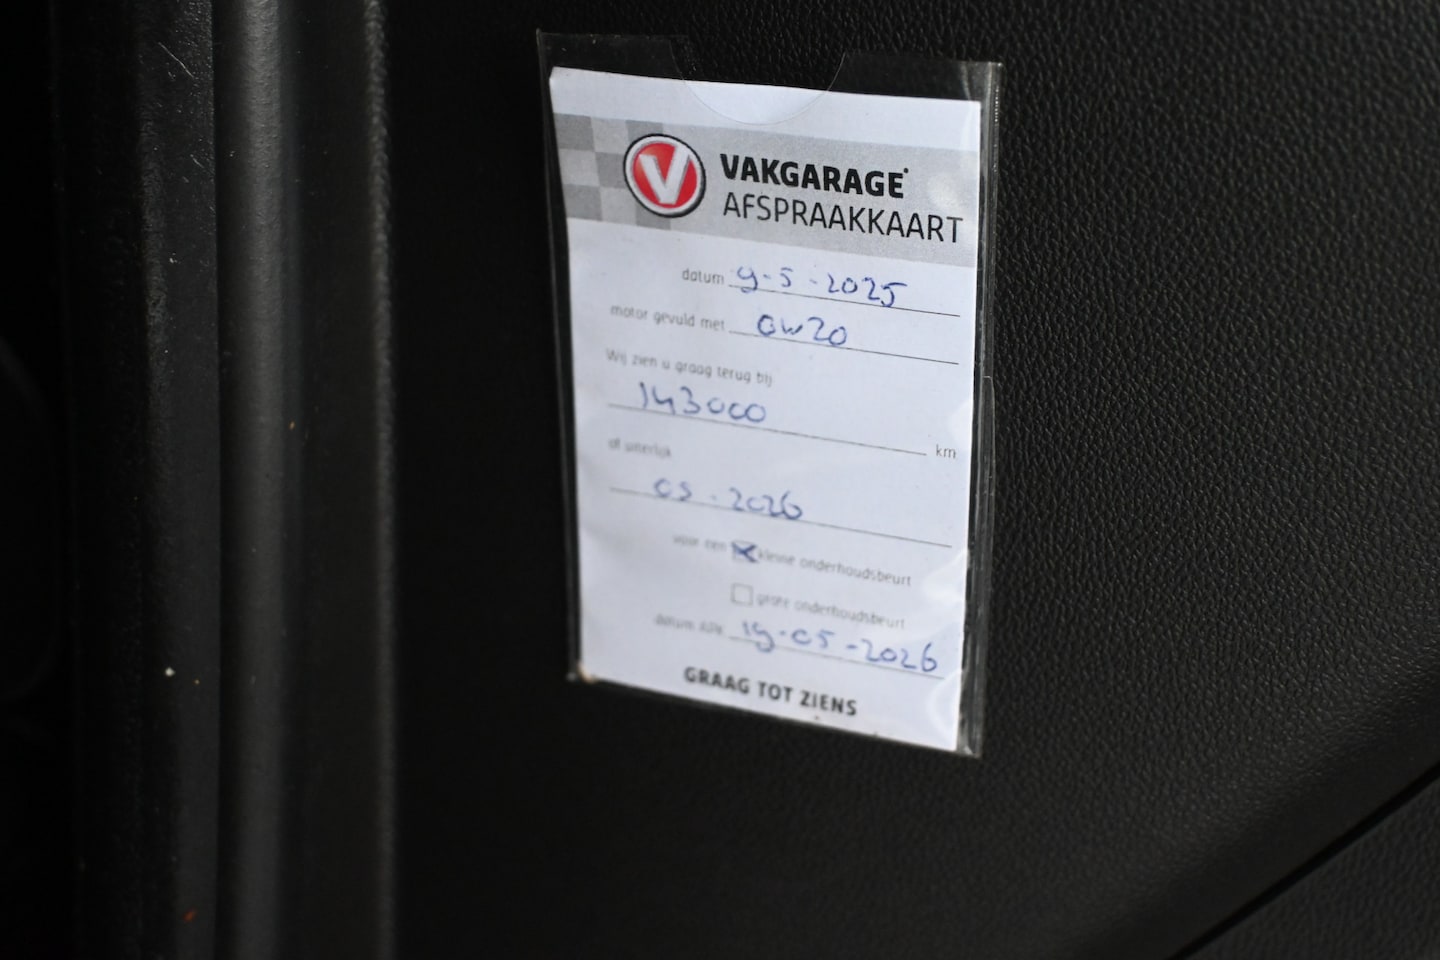 V VAKGARAGE
AFSPRAAKKAART
datum 9-5-2025
motor gevuld met 0w20
Wij zien u graag terug bij
143000 km
of uiterlijk
05-2026
voor een kleine onderhoudsbeurt
grote onderhoudsbeurt
datum APK 19-05-2026
GRAAG TOT ZIENS